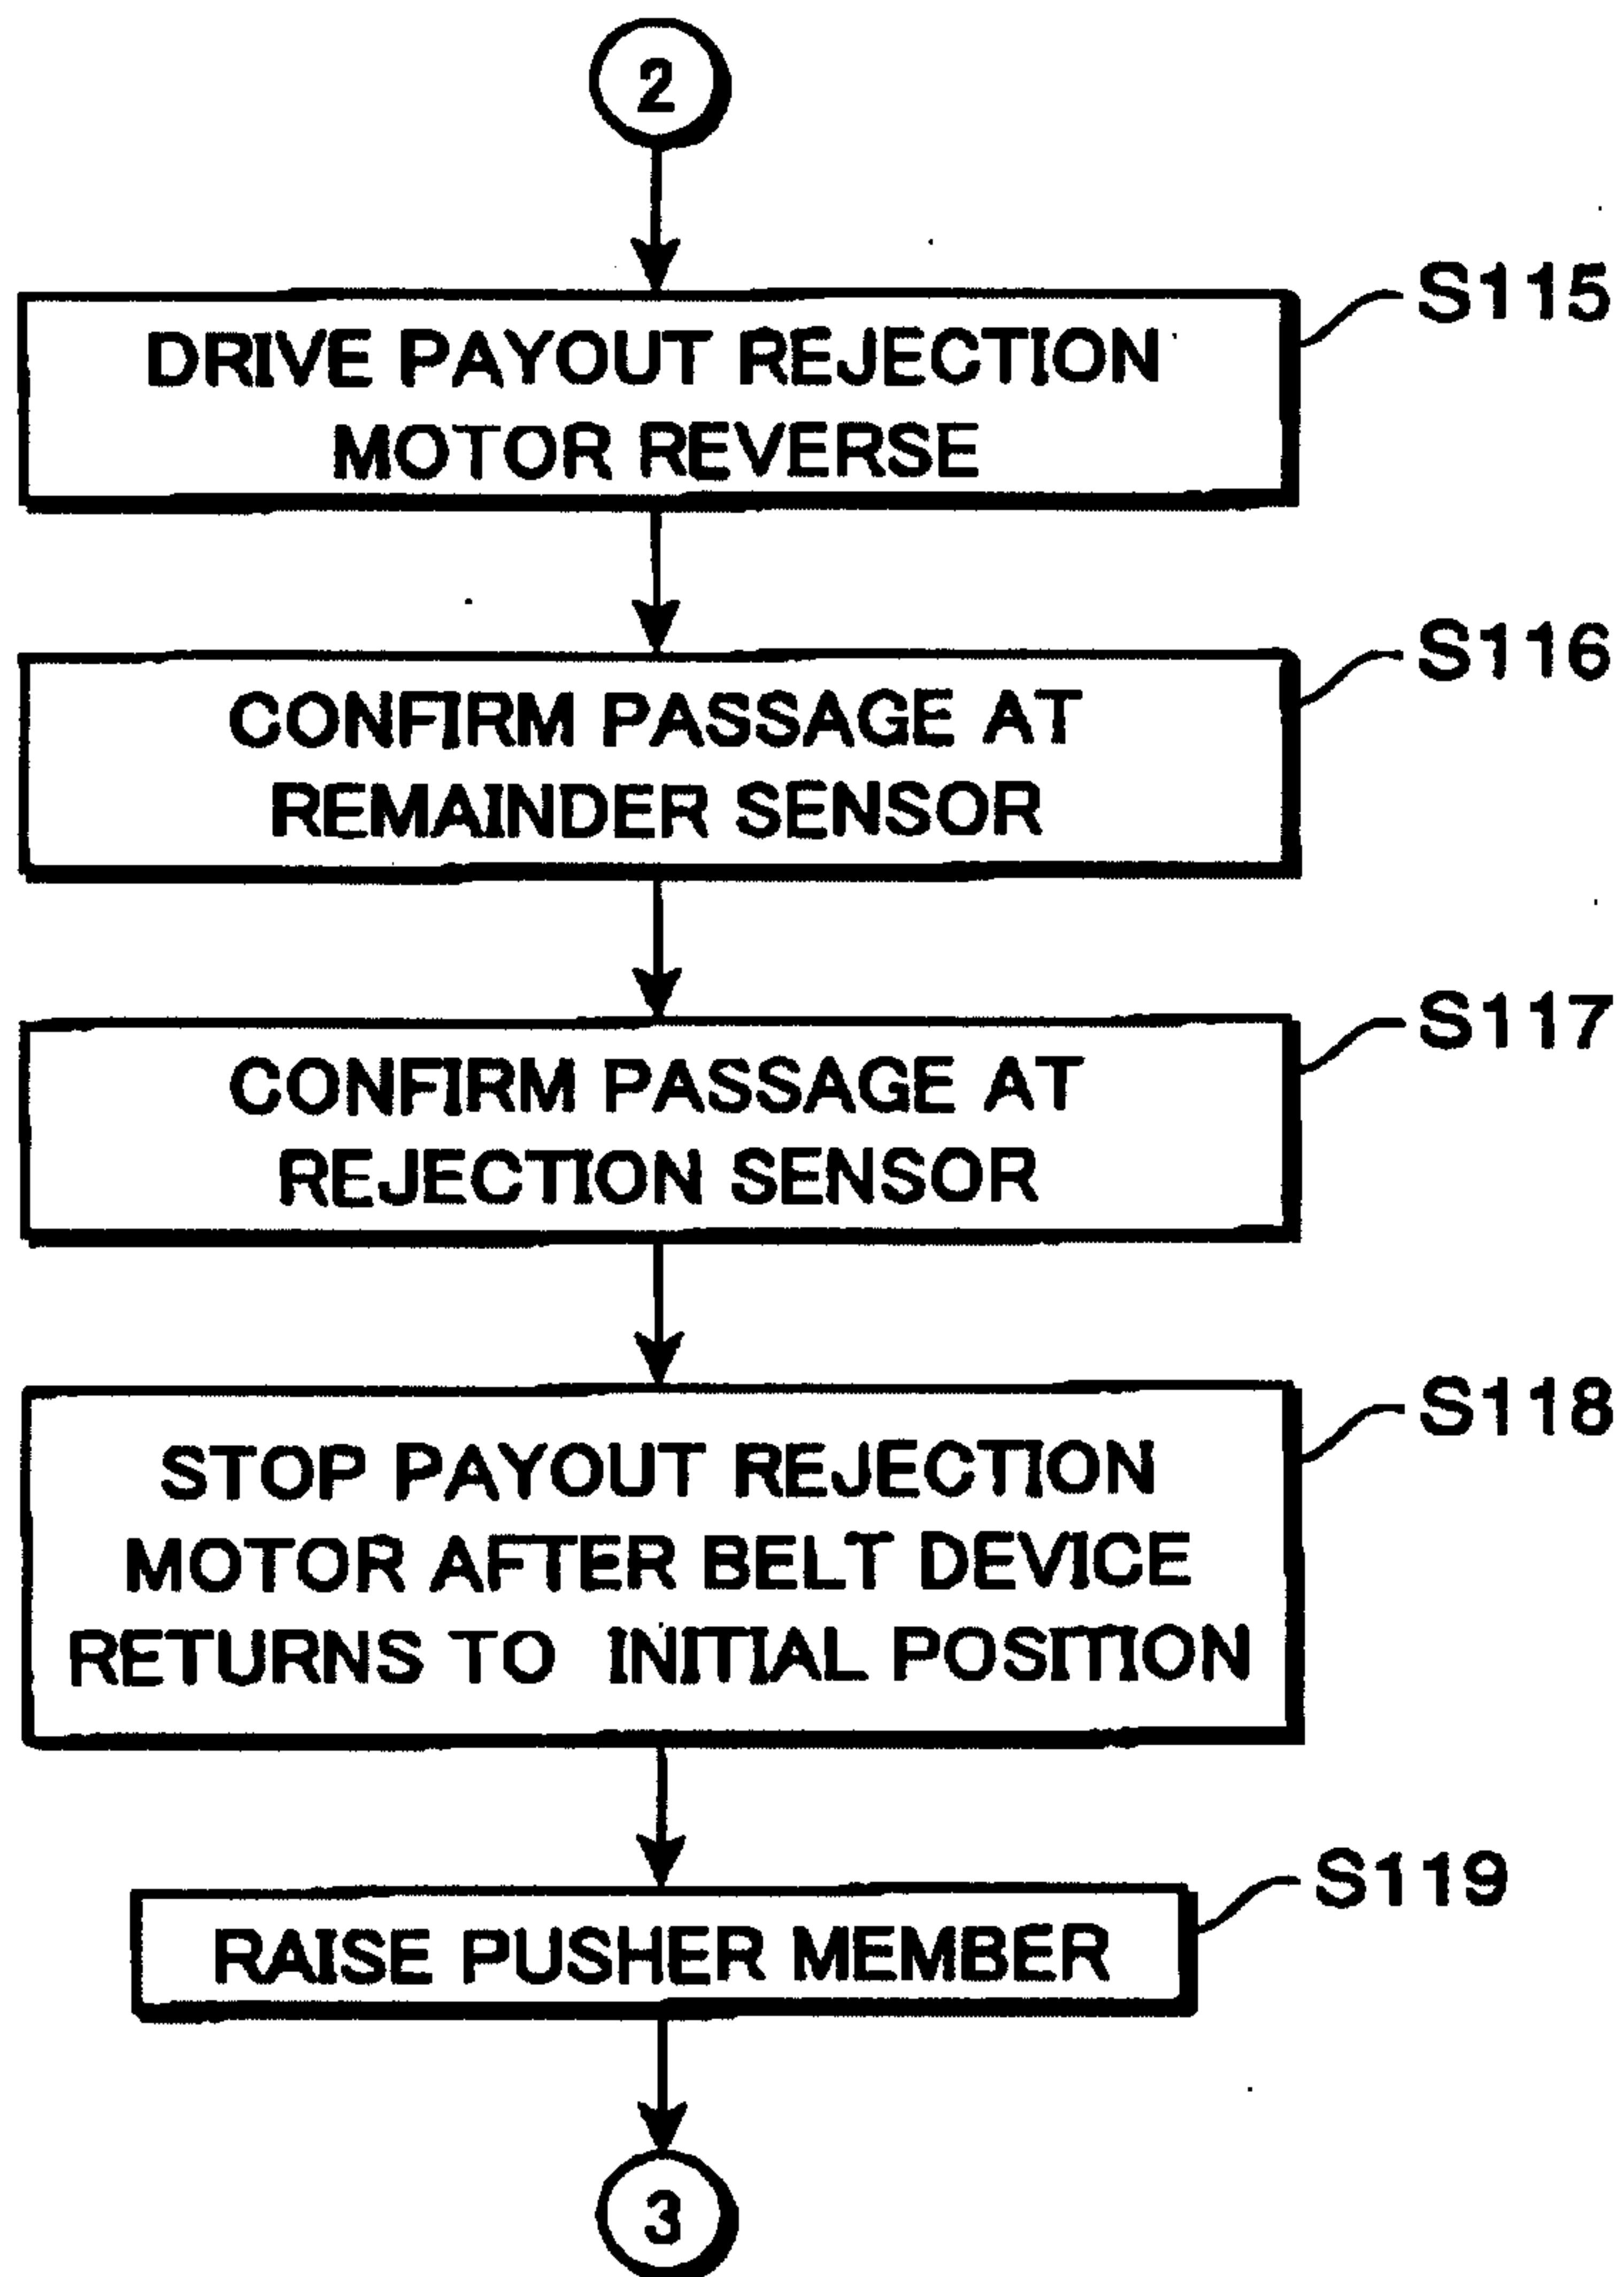 2
S115
DRIVE PAYOUT REJECTION
MOTOR REVERSE
S116
CONFIRM PASSAGE AT
REMAINDER SENSOR
S117
CONFIRM PASSAGE AT
REJECTION SENSOR
S118
STOP PAYOUT REJECTION
MOTOR AFTER BELT DEVICE
RETURNS TO INITIAL POSITION
S119
RAISE PUSHER MEMBER
3